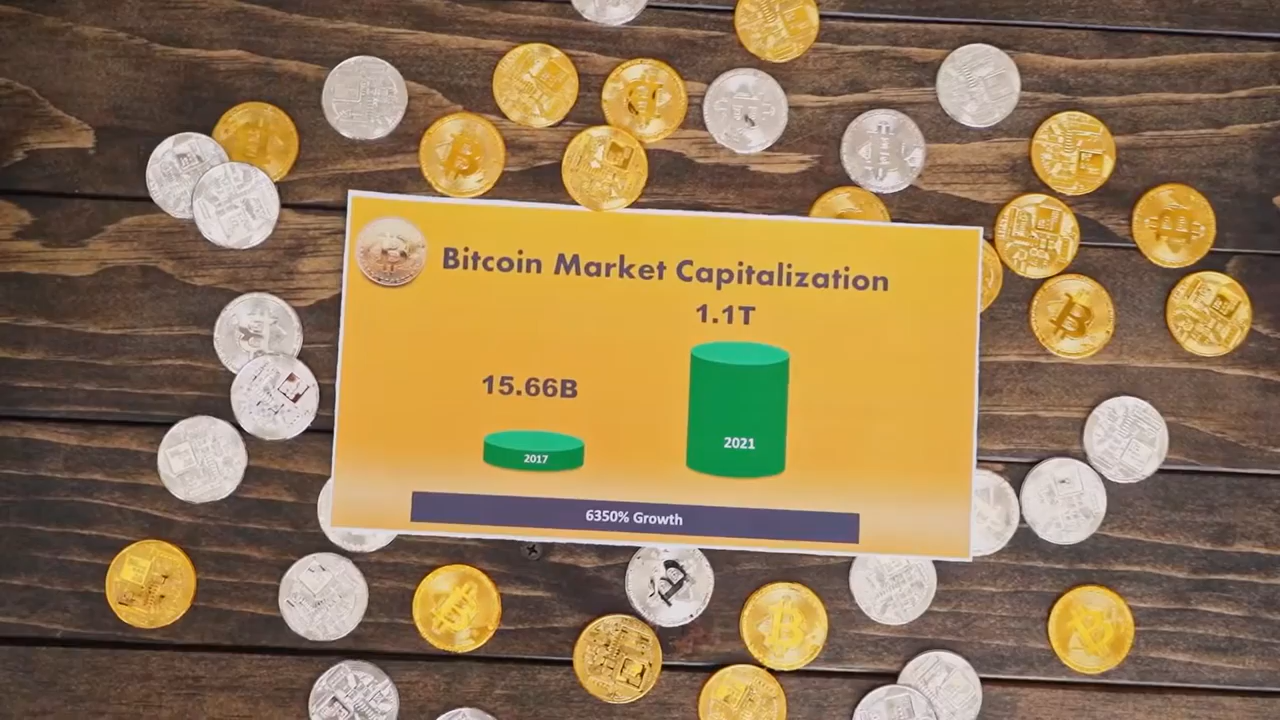 Bitcoin Market Capitalization
1.1T
15.66B
2021
2017
6350% Growth